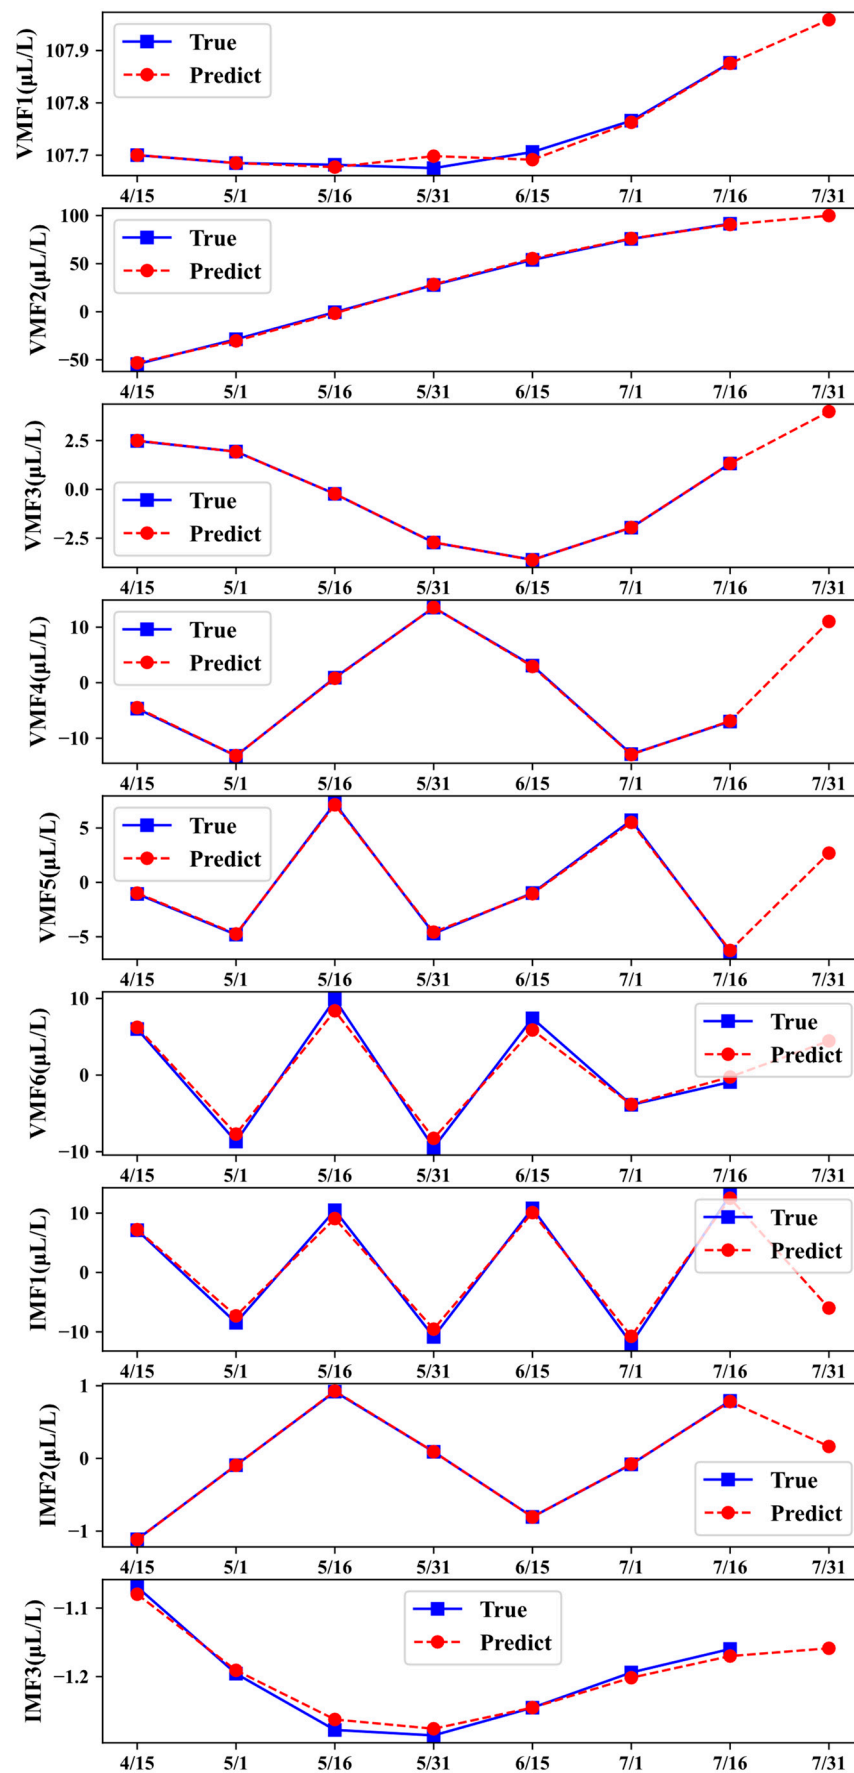 VMF1(μL/L)
107.9
107.8
107.7
True
Predict
4/15 5/1 5/16 5/31 6/15 7/1 7/16 7/31
VMF2(μL/L)
100
50
0
−50
True
Predict
4/15 5/1 5/16 5/31 6/15 7/1 7/16 7/31
VMF3(μL/L)
2.5
0.0
−2.5
True
Predict
4/15 5/1 5/16 5/31 6/15 7/1 7/16 7/31
VMF4(μL/L)
10
0
−10
True
Predict
4/15 5/1 5/16 5/31 6/15 7/1 7/16 7/31
VMF5(μL/L)
5
0
−5
True
Predict
4/15 5/1 5/16 5/31 6/15 7/1 7/16 7/31
VMF6(μL/L)
10
0
−10
True
Predict
4/15 5/1 5/16 5/31 6/15 7/1 7/16 7/31
IMF1(μL/L)
10
0
−10
True
Predict
4/15 5/1 5/16 5/31 6/15 7/1 7/16 7/31
IMF2(μL/L)
1
0
−1
True
Predict
4/15 5/1 5/16 5/31 6/15 7/1 7/16 7/31
IMF3(μL/L)
−1.1
−1.2
True
Predict
4/15 5/1 5/16 5/31 6/15 7/1 7/16 7/31